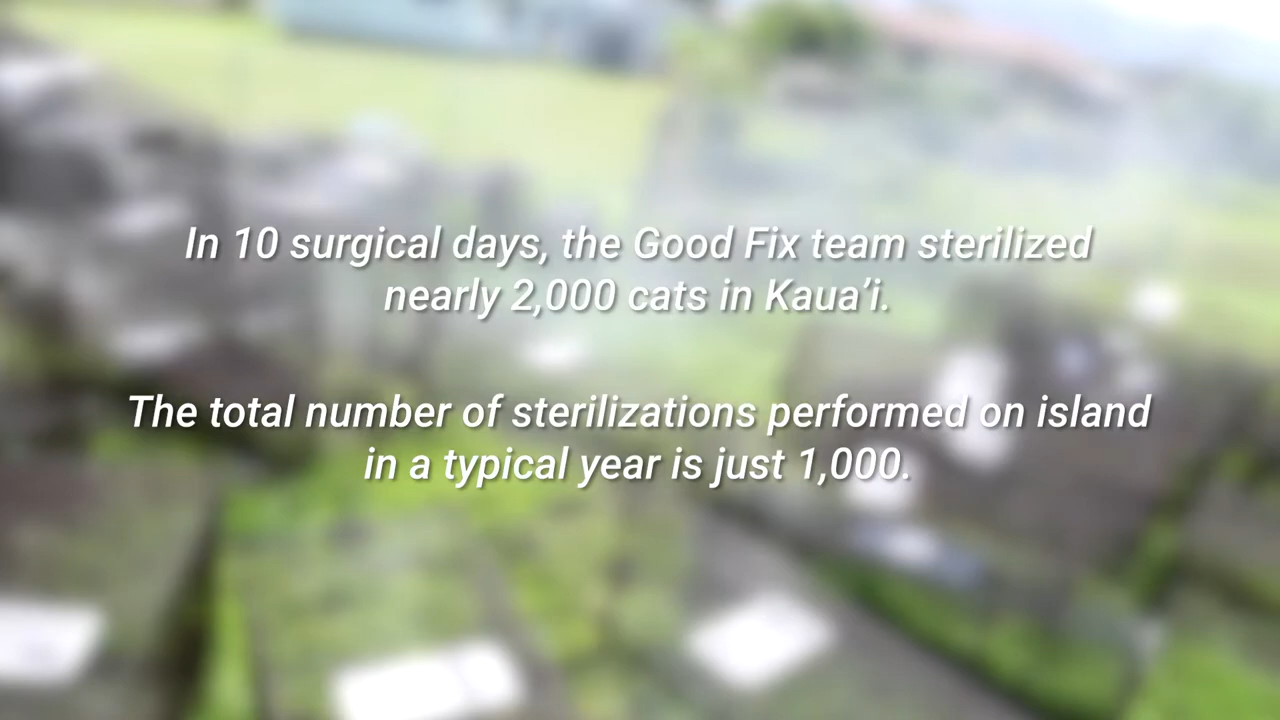 In 10 surgical days, the Good Fix team sterilized
nearly 2,000 cats in Kaua’i.
The total number of sterilizations performed on island
in a typical year is just 1,000.